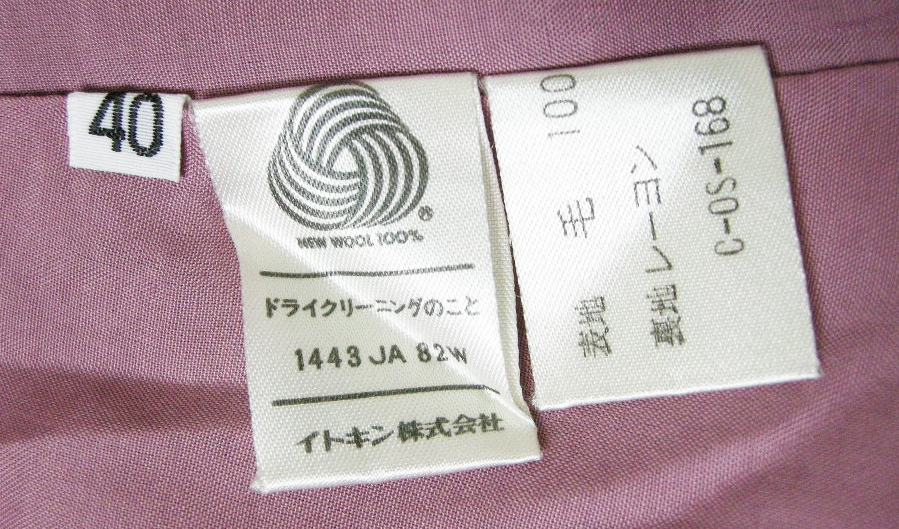 40
®
NEW WOOL 100%
ドライクリーニングのこと
1443 JA 82W
イトキン株式会社
表地 毛 100
裏地 レーヨン
C-OS-168